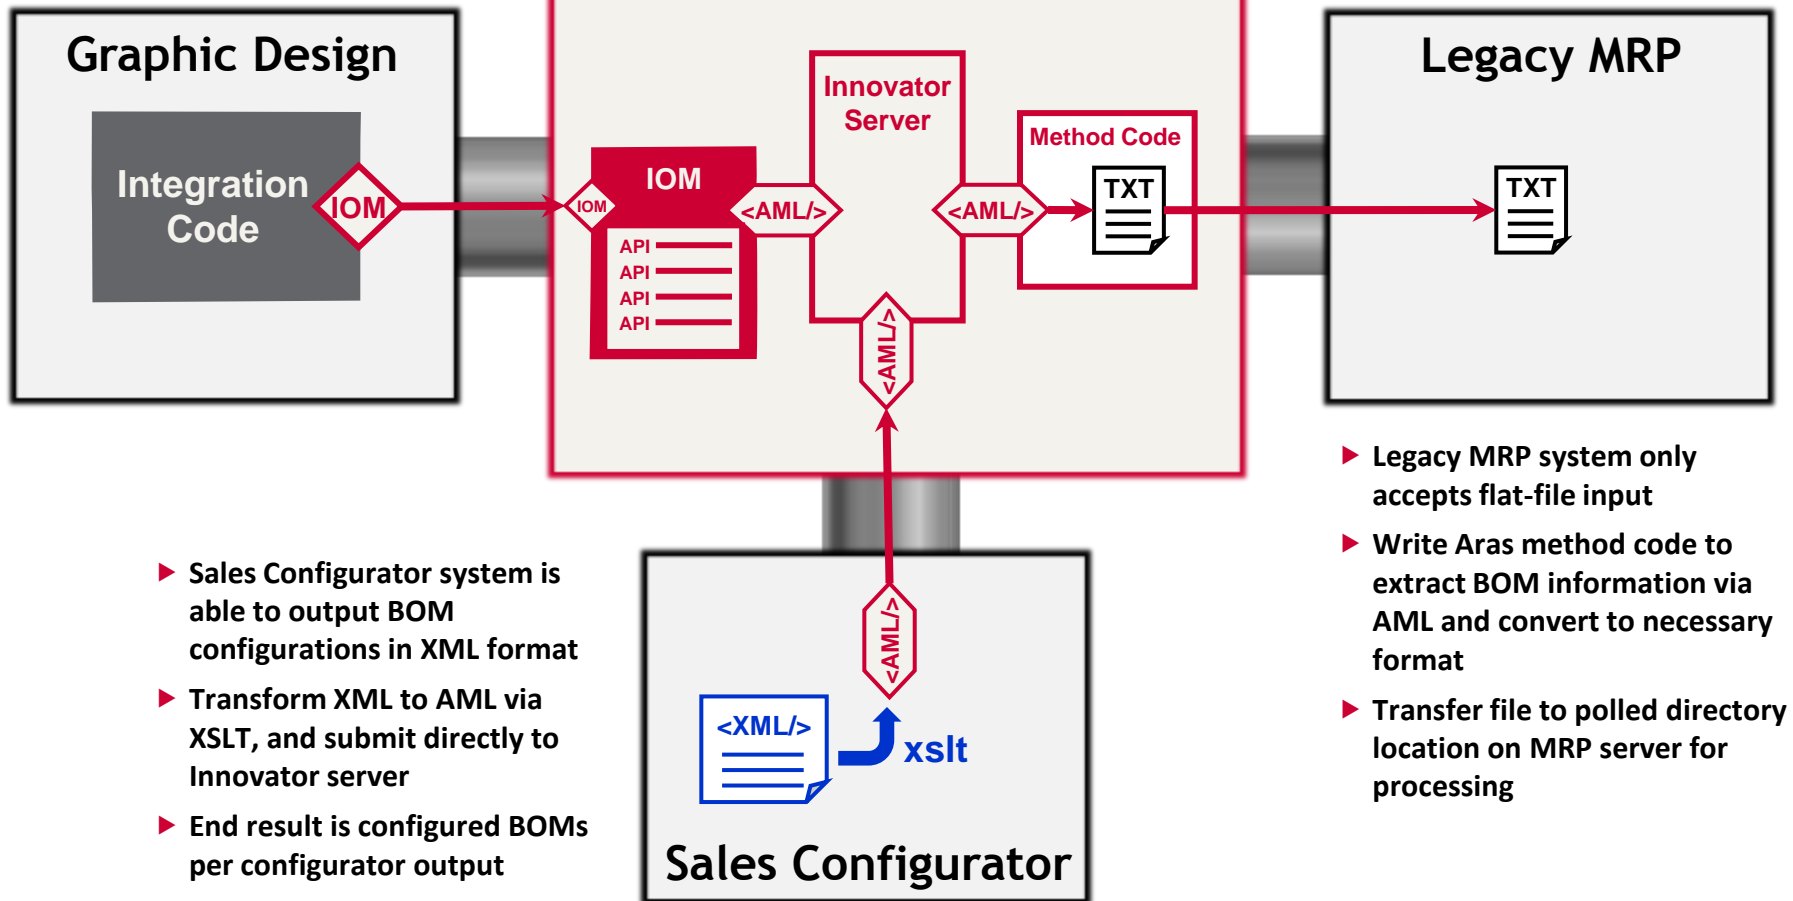 Graphic Design
Integration
Code
IOM
IOM
IOM
API
API
API
API
<AML/>
Innovator
Server
<AML/>
<AML/>
Method Code
TXT
Legacy MRP
TXT
Legacy MRP system only
accepts flat-file input
Write Aras method code to
extract BOM information via
AML and convert to necessary
format
Transfer file to polled directory
location on MRP server for
processing
Sales Configurator system is
able to output BOM
configurations in XML format
Transform XML to AML via
XSLT, and submit directly to
Innovator server
End result is configured BOMs
per configurator output
<AML/>
<XML/>
xslt
Sales Configurator